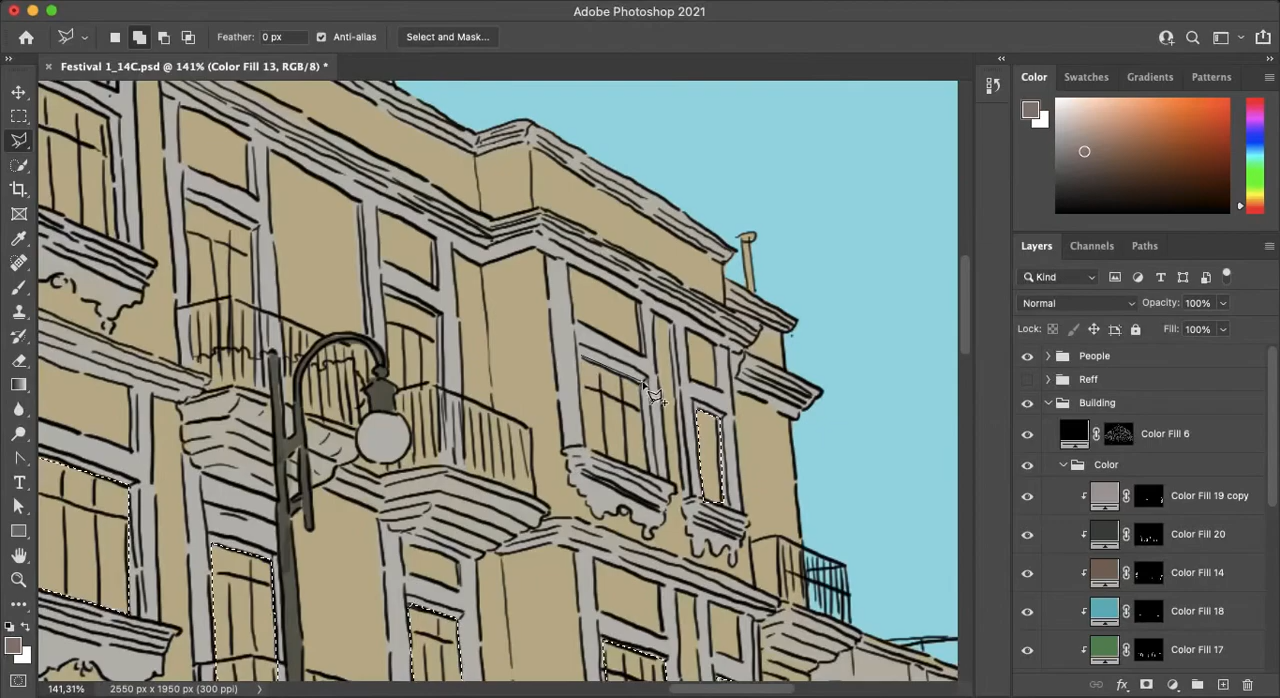 Adobe Photoshop 2021
Feather: 0 px Anti-alias Select and Mask...
Festival 1_14C.psd @ 141% (Color Fill 13, RGB/8) *
Color Swatches Gradients Patterns
Layers Channels Paths
Kind
Normal Opacity: 100%
Lock: Fill: 100%
People
Reff
Building
Color Fill 6
Color
Color Fill 19 copy
Color Fill 20
Color Fill 14
Color Fill 18
Color Fill 17
141,31% 2550 px x 1950 px (300 ppi)